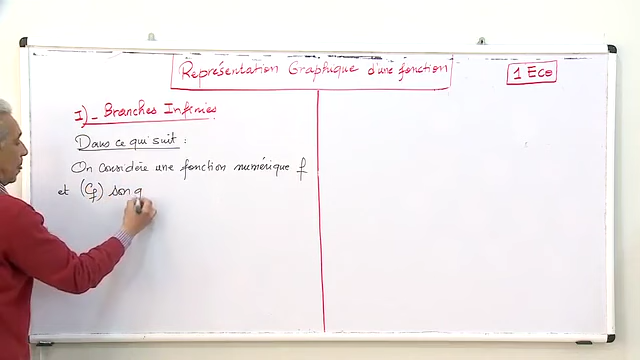 Représentation Graphique d'une fonction
1 Eco
I)_ Branches Infinies
Dans ce qui suit :
On considère une fonction numérique f
et (Cf) son g